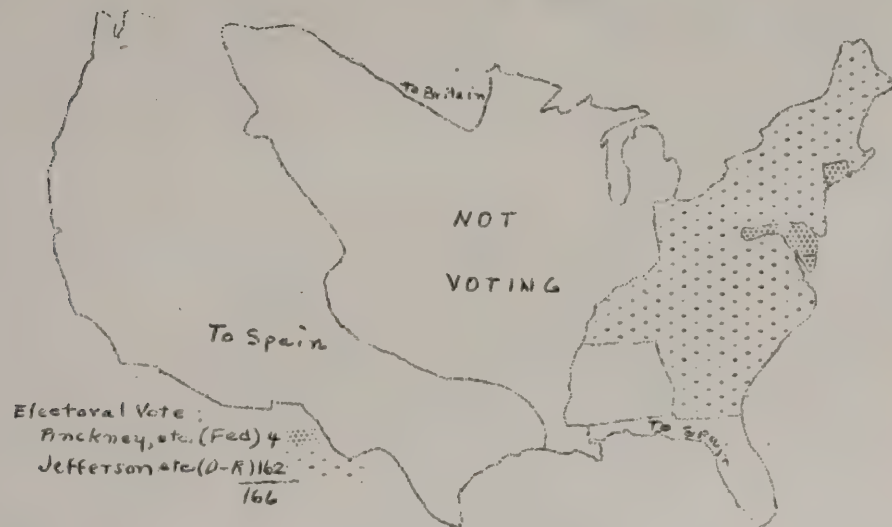 To Britain
NOT
VOTING
To Spain
To Spain
Electoral Vote:
Pinckney, etc. (Fed) 4
Jefferson etc (D-R) 162
166